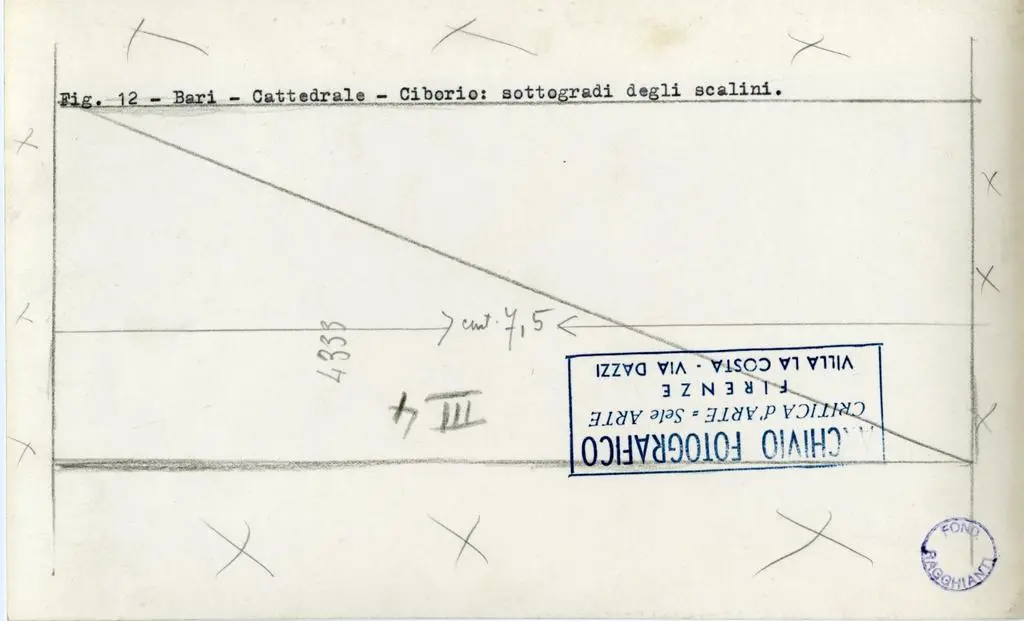 Fig. 12 - Bari - Cattedrale - Ciborio: sottogradi degli scalini.
cmt. 7,5
4333
III 4
ARCHIVIO FOTOGRAFICO
CRITICA d'ARTE = Sele ARTE
FIRENZE
VILLA LA COSTA - VIA DAZZI
FOND. RAGGHIANTI